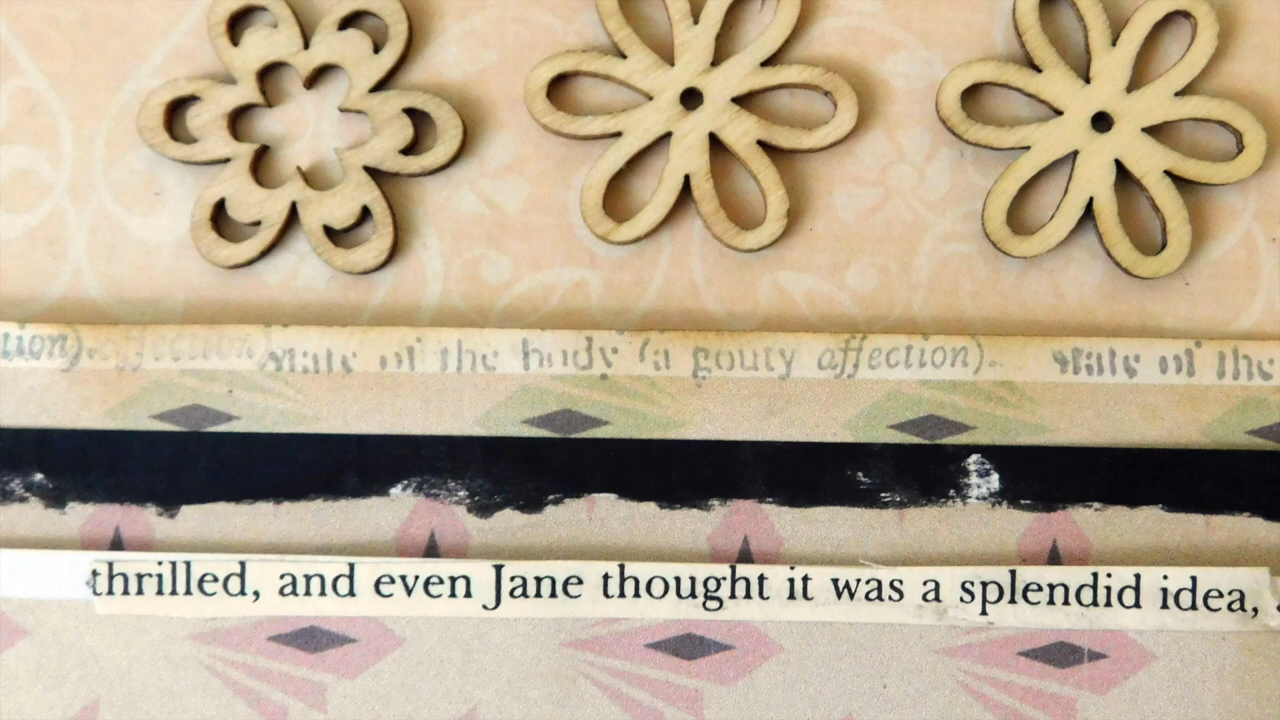 tion). affection) state of the body (a gouty affection). state of the
thrilled, and even Jane thought it was a splendid idea,